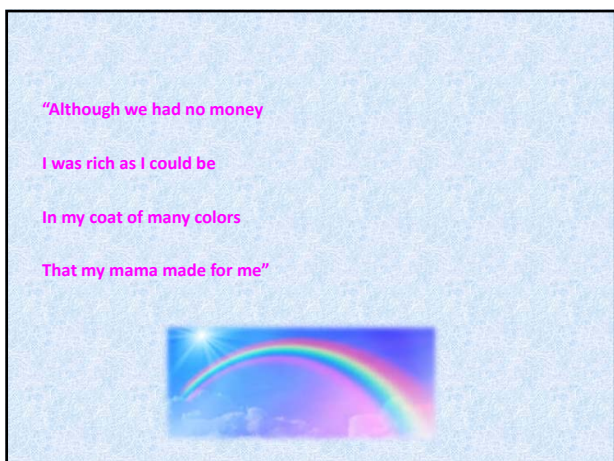 “Although we had no money
I was rich as I could be
In my coat of many colors
That my mama made for me”